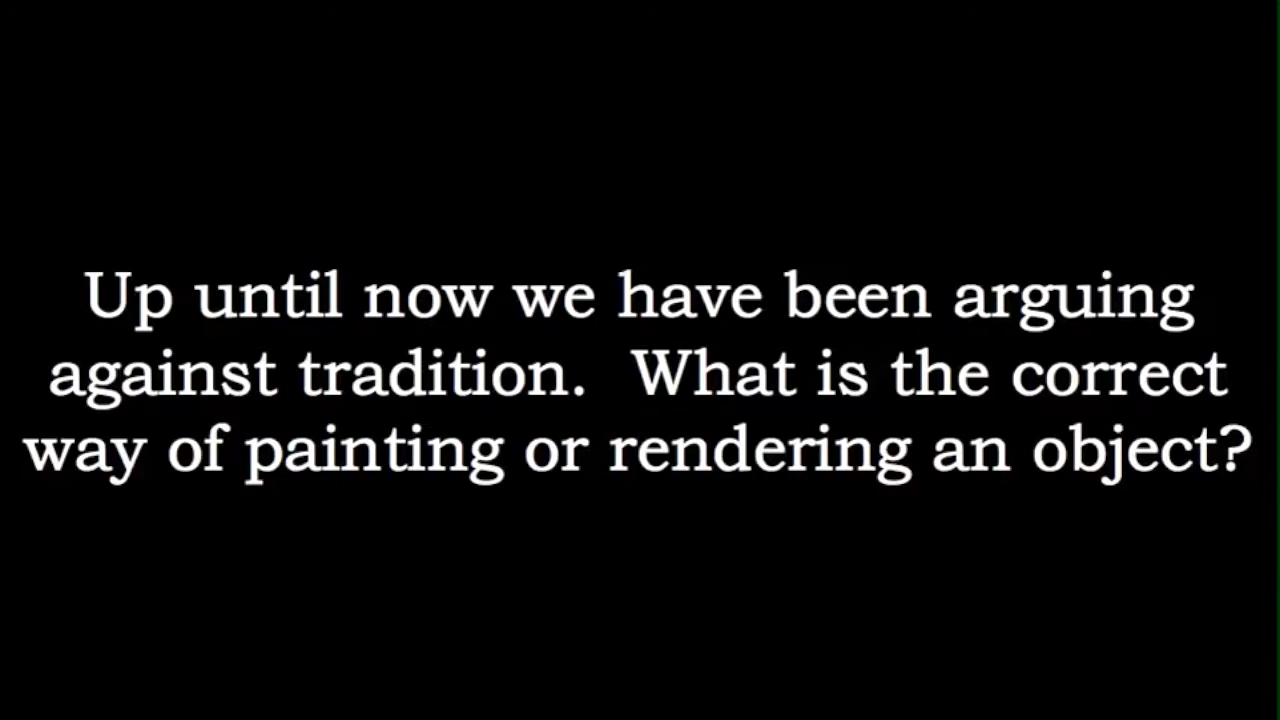 Up until now we have been arguing
against tradition.  What is the correct
way of painting or rendering an object?